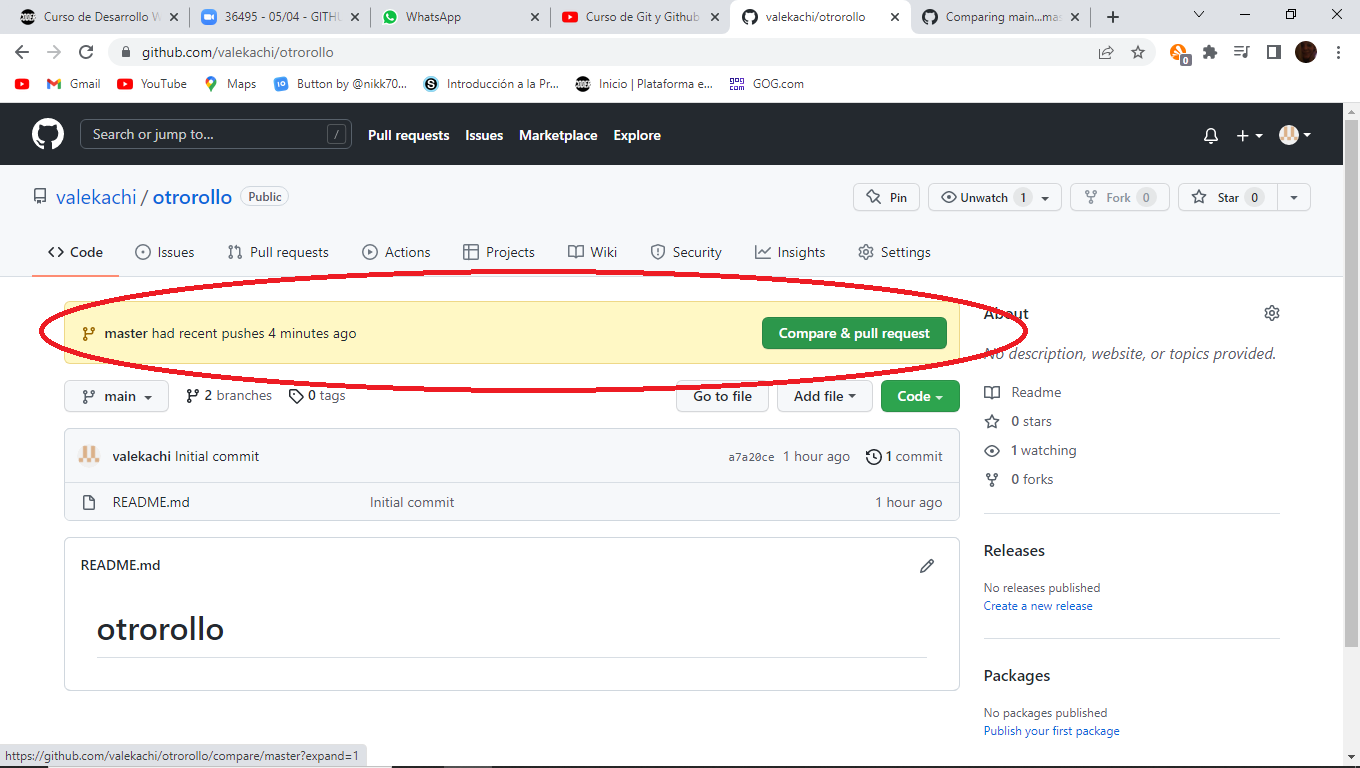 Curso de Desarrollo W
36495 - 05/04 - GITHU
WhatsApp
Curso de Git y Github
valekachi/otrorollo
Comparing main...mas
github.com/valekachi/otrorollo
0
Gmail
YouTube
Maps
Button by @nikk70...
Introducción a la Pr...
CODER
Inicio | Plataforma e...
GOG COM
GOG.com
Search or jump to...
/
Pull requests
Issues
Marketplace
Explore
valekachi / otrorollo
Public
Pin
Unwatch 1
Fork 0
Star 0
Code
Issues
Pull requests
Actions
Projects
Wiki
Security
Insights
Settings
master had recent pushes 4 minutes ago
Compare & pull request
main
2 branches
0 tags
Go to file
Add file
Code
valekachi Initial commit
a7a20ce 1 hour ago
1 commit
README.md
Initial commit
1 hour ago
README.md
otrorollo
About
No description, website, or topics provided.
Readme
0 stars
1 watching
0 forks
Releases
No releases published
Create a new release
Packages
No packages published
Publish your first package
https://github.com/valekachi/otrorollo/compare/master?expand=1